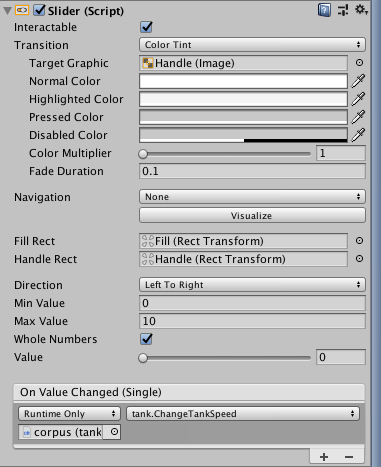 Slider (Script)
Interactable
Transition Color Tint
Target Graphic Handle (Image)
Normal Color
Highlighted Color
Pressed Color
Disabled Color
Color Multiplier 1
Fade Duration 0.1
Navigation None
Visualize
Fill Rect Fill (Rect Transform)
Handle Rect Handle (Rect Transform)
Direction Left To Right
Min Value 0
Max Value 10
Whole Numbers
Value 0
On Value Changed (Single)
Runtime Only tank.ChangeTankSpeed
corpus (tank